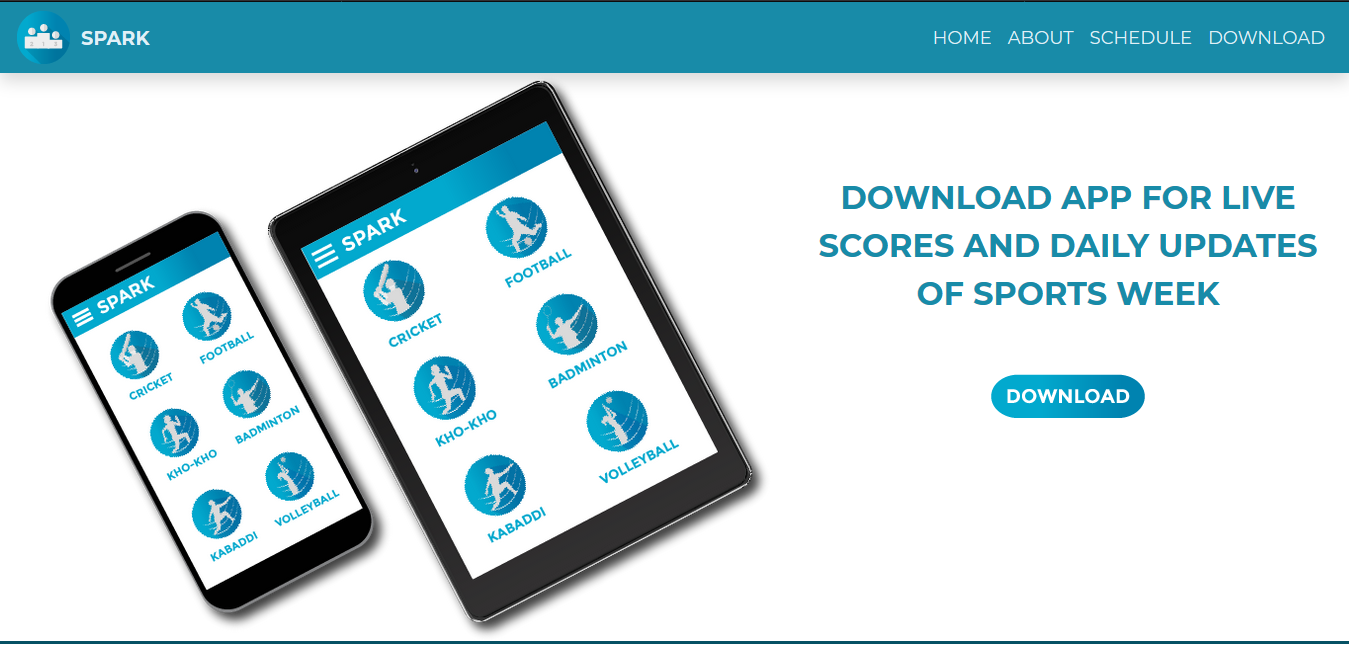 SPARK
HOME ABOUT SCHEDULE DOWNLOAD
SPARK
CRICKET
FOOTBALL
KHO-KHO
BADMINTON
KABADDI
VOLLEYBALL
SPARK
CRICKET
FOOTBALL
KHO-KHO
BADMINTON
KABADDI
VOLLEYBALL
DOWNLOAD APP FOR LIVE
SCORES AND DAILY UPDATES
OF SPORTS WEEK
DOWNLOAD